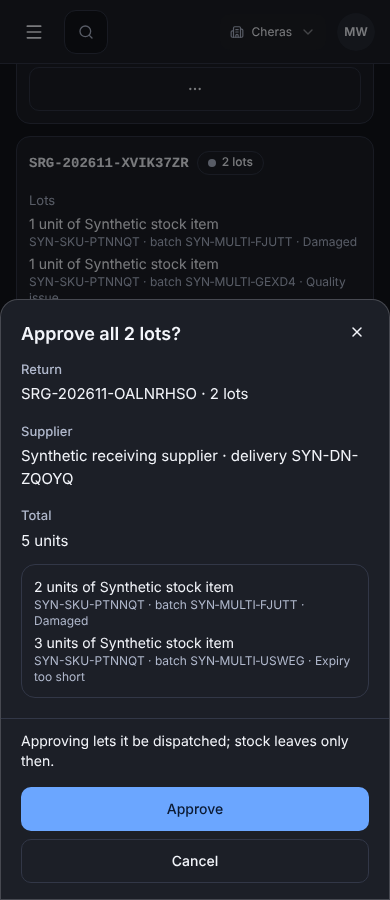 Cheras
MW
...
SRG-202611-XVIK37ZR
2 lots
Lots
1 unit of Synthetic stock item
SYN-SKU-PTNNQT · batch SYN-MULTI-FJUTT · Damaged
1 unit of Synthetic stock item
SYN-SKU-PTNNQT · batch SYN-MULTI-GEXD4 · Quality
issue
Approve all 2 lots?
Return
SRG-202611-OALNRHSO · 2 lots
Supplier
Synthetic receiving supplier · delivery SYN-DN-
ZQOYQ
Total
5 units
2 units of Synthetic stock item
SYN-SKU-PTNNQT · batch SYN-MULTI-FJUTT ·
Damaged
3 units of Synthetic stock item
SYN-SKU-PTNNQT · batch SYN-MULTI-USWEG · Expiry
too short
Approving lets it be dispatched; stock leaves only
then.
Approve
Cancel